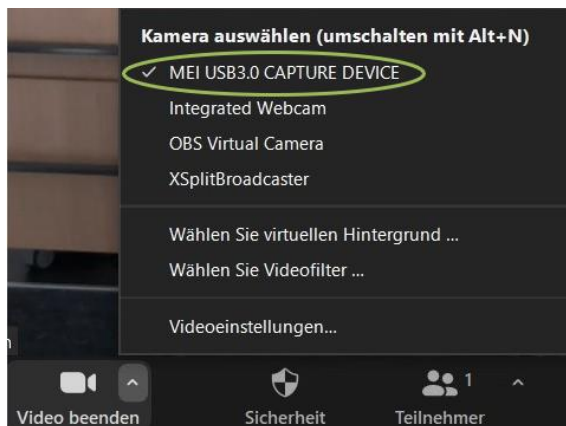 Kamera auswählen (umschalten mit Alt+N)
MEI USB3.0 CAPTURE DEVICE
Integrated Webcam
OBS Virtual Camera
XSplitBroadcaster
Wählen Sie virtuellen Hintergrund ...
Wählen Sie Videofilter ...
Videoeinstellungen...
1
Video beenden
Sicherheit
Teilnehmer